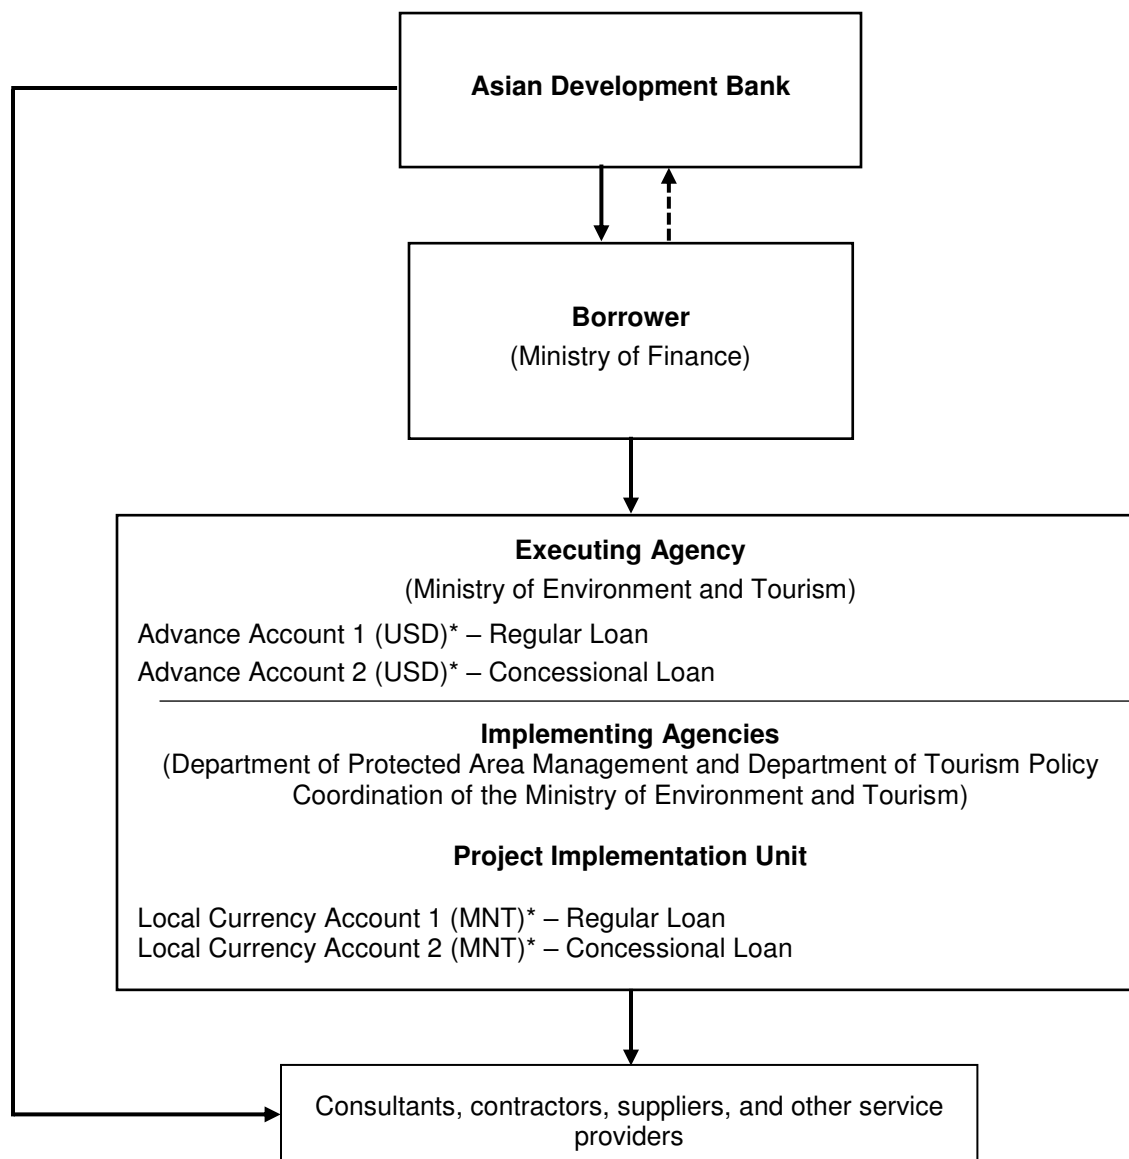 Asian Development Bank
Borrower
(Ministry of Finance)
Executing Agency
(Ministry of Environment and Tourism)
Advance Account 1 (USD)* – Regular Loan
Advance Account 2 (USD)* – Concessional Loan
Implementing Agencies
(Department of Protected Area Management and Department of Tourism Policy
Coordination of the Ministry of Environment and Tourism)
Project Implementation Unit
Local Currency Account 1 (MNT)* – Regular Loan
Local Currency Account 2 (MNT)* – Concessional Loan
Consultants, contractors, suppliers, and other service
providers